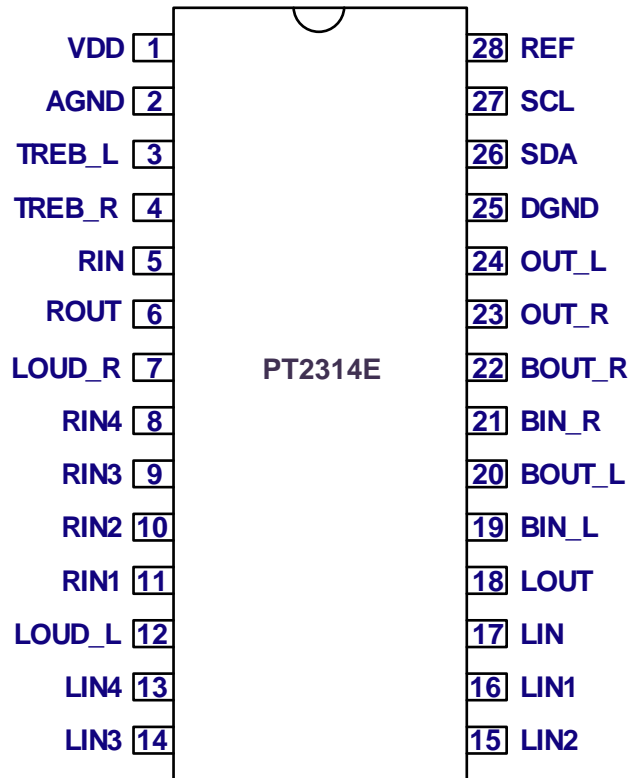 VDD 1 28 REF
AGND 2 27 SCL
TREB_L 3 26 SDA
TREB_R 4 25 DGND
RIN 5 24 OUT_L
ROUT 6 23 OUT_R
LOUD_R 7 PT2314E 22 BOUT_R
RIN4 8 21 BIN_R
RIN3 9 20 BOUT_L
RIN2 10 19 BIN_L
RIN1 11 18 LOUT
LOUD_L 12 17 LIN
LIN4 13 16 LIN1
LIN3 14 15 LIN2